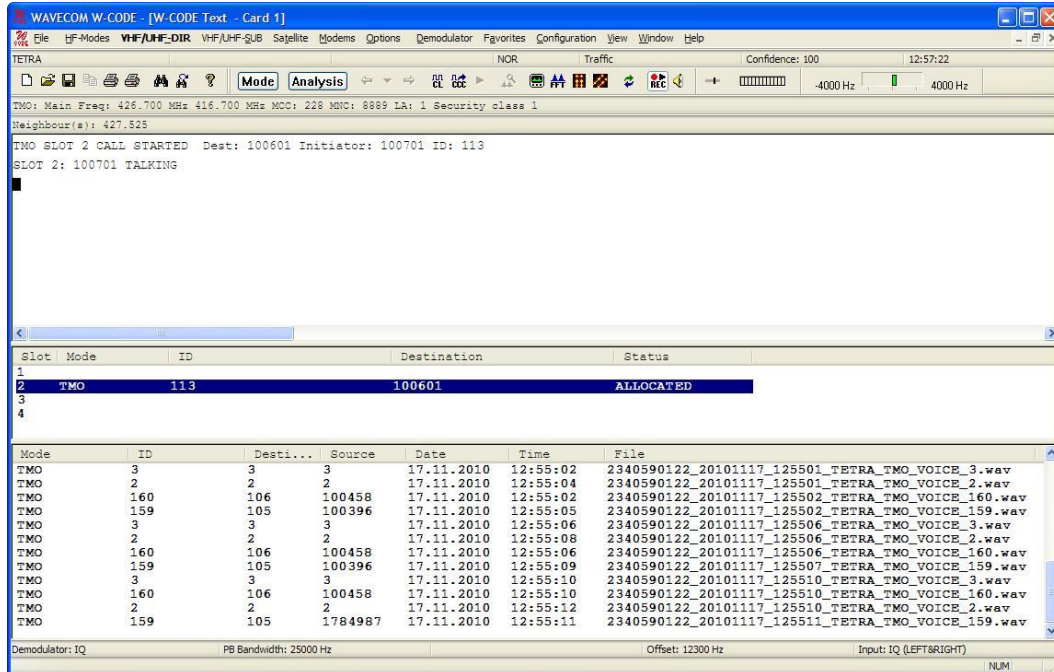 WAVECOM W-CODE - [W-CODE Text - Card 1]
File HF-Modes VHF/UHF-DIR VHF/UHF-SUB Satellite Modems Options Demodulator Favorites Configuration View Window Help
TETRA NOR Traffic Confidence: 100 12:57:22
Mode Analysis CL CCC FFT REC -4000 Hz 4000 Hz
TMO: Main Freq: 426.700 MHz 416.700 MHz MCC: 228 MNC: 8889 LA: 1 Security class 1
Neighbour(s): 427.525
TMO SLOT 2 CALL STARTED Dest: 100601 Initiator: 100701 ID: 113
SLOT 2: 100701 TALKING
Slot Mode ID Destination Status
1
2 TMO 113 100601 ALLOCATED
3
4
Mode ID Desti... Source Date Time File
TMO 3 3 3 17.11.2010 12:55:02 2340590122_20101117_125501_TETRA_TMO_VOICE_3.wav
TMO 2 2 2 17.11.2010 12:55:04 2340590122_20101117_125501_TETRA_TMO_VOICE_2.wav
TMO 160 106 100458 17.11.2010 12:55:02 2340590122_20101117_125502_TETRA_TMO_VOICE_160.wav
TMO 159 105 100396 17.11.2010 12:55:05 2340590122_20101117_125502_TETRA_TMO_VOICE_159.wav
TMO 3 3 3 17.11.2010 12:55:06 2340590122_20101117_125506_TETRA_TMO_VOICE_3.wav
TMO 2 2 2 17.11.2010 12:55:08 2340590122_20101117_125506_TETRA_TMO_VOICE_2.wav
TMO 160 106 100458 17.11.2010 12:55:06 2340590122_20101117_125506_TETRA_TMO_VOICE_160.wav
TMO 159 105 100396 17.11.2010 12:55:09 2340590122_20101117_125507_TETRA_TMO_VOICE_159.wav
TMO 3 3 3 17.11.2010 12:55:10 2340590122_20101117_125510_TETRA_TMO_VOICE_3.wav
TMO 160 106 100458 17.11.2010 12:55:10 2340590122_20101117_125510_TETRA_TMO_VOICE_160.wav
TMO 2 2 2 17.11.2010 12:55:12 2340590122_20101117_125510_TETRA_TMO_VOICE_2.wav
TMO 159 105 1784987 17.11.2010 12:55:11 2340590122_20101117_125511_TETRA_TMO_VOICE_159.wav
Demodulator: IQ PB Bandwidth: 25000 Hz Offset: 12300 Hz Input: IQ (LEFT&RIGHT)
NUM